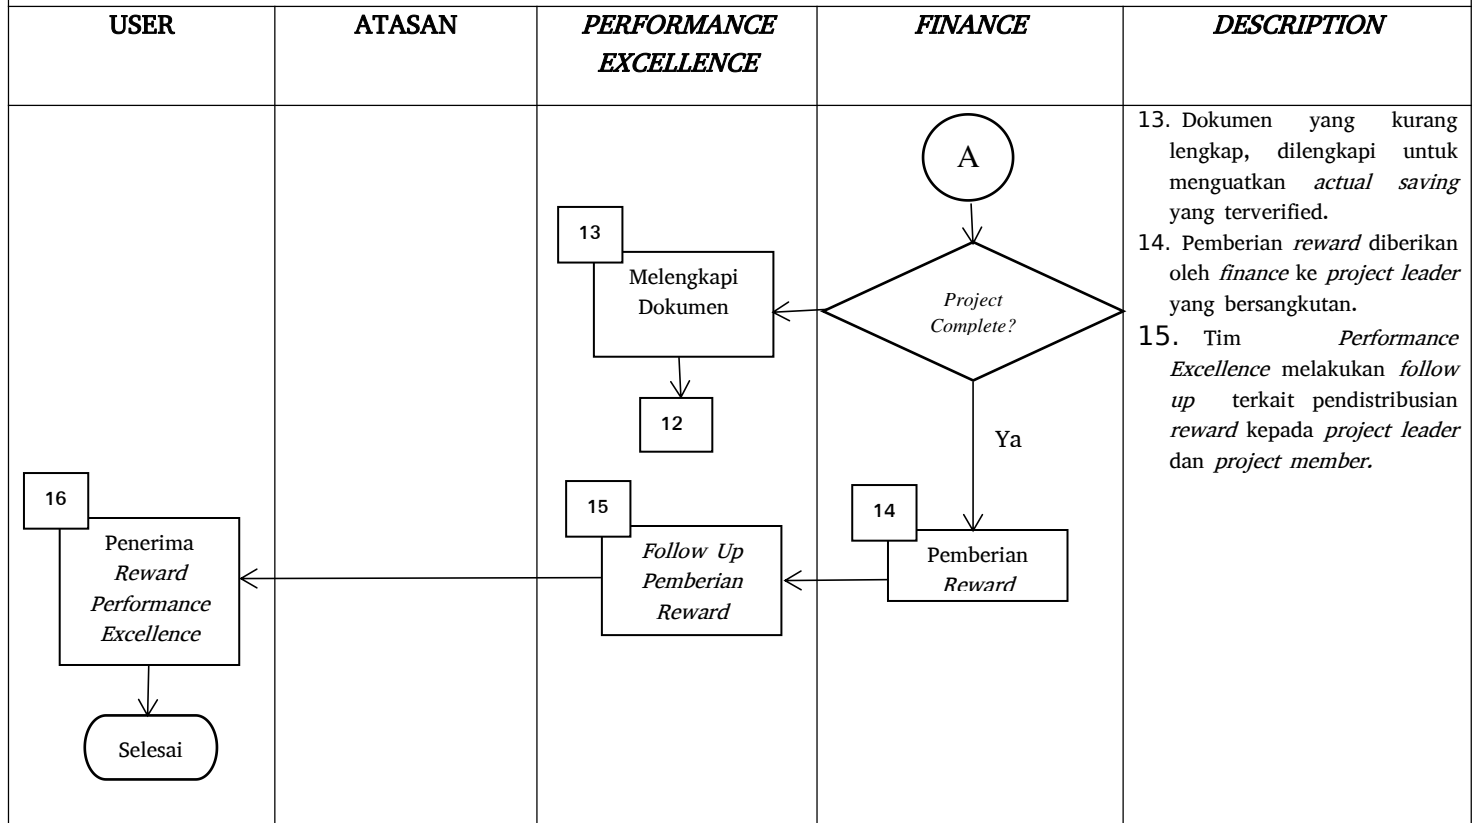 USER
ATASAN
PERFORMANCE
EXCELLENCE
FINANCE
DESCRIPTION
A
13
Melengkapi
Dokumen
Project
Complete?
12
Ya
16
Penerima
Reward
Performance
Excellence
15
Follow Up
Pemberian
Reward
14
Pemberian
Reward
Selesai
13. Dokumen yang kurang
lengkap, dilengkapi untuk
menguatkan actual saving
yang terverified.
14. Pemberian reward diberikan
oleh finance ke project leader
yang bersangkutan.
15. Tim Performance
Excellence melakukan follow
up terkait pendistribusian
reward kepada project leader
dan project member.